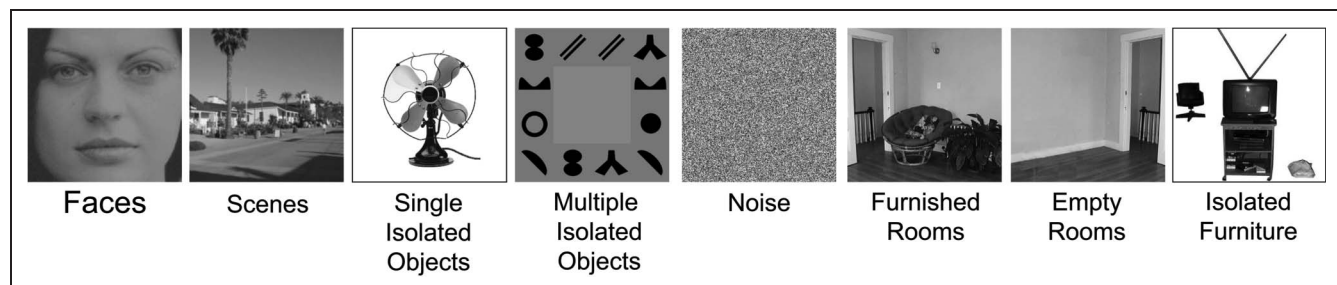 Faces
Scenes
Single
Isolated
Objects
Multiple
Isolated
Objects
Noise
Furnished
Rooms
Empty
Rooms
Isolated
Furniture